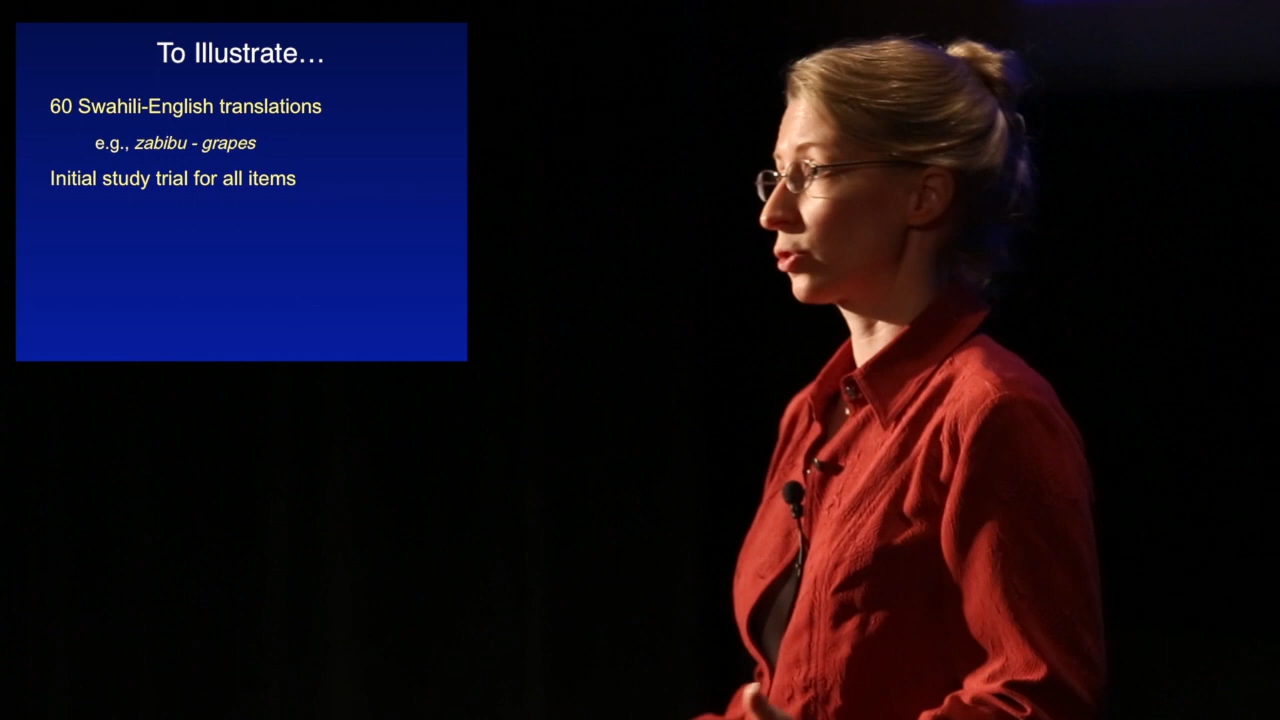 To Illustrate…
60 Swahili-English translations
e.g., zabibu - grapes
Initial study trial for all items